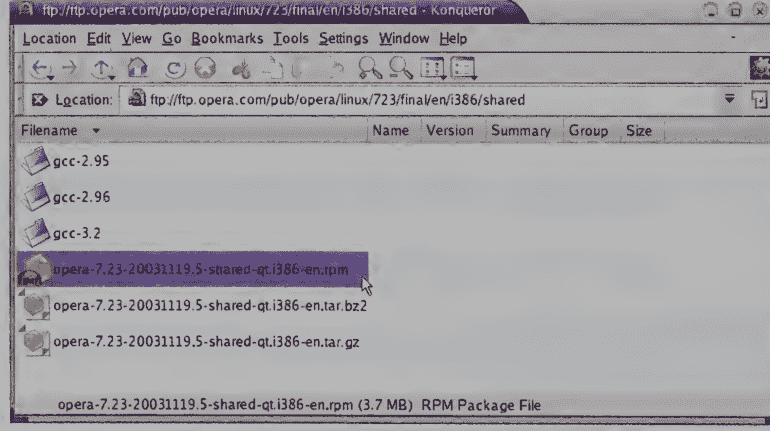 ftp://ftp.opera.com/pub/opera/linux/723/final/en/i386/shared - Konqueror
Location Edit View Go Bookmarks Tools Settings Window Help
Location: ftp://ftp.opera.com/pub/opera/linux/723/final/en/i386/shared
Filename Name Version Summary Group Size
gcc-2.95
gcc-2.96
gcc-3.2
opera-7.23-20031119.5-shared-qt.i386-en.rpm
opera-7.23-20031119.5-shared-qt.i386-en.tar.bz2
opera-7.23-20031119.5-shared-qt.i386-en.tar.gz
opera-7.23-20031119.5-shared-qt.i386-en.rpm (3.7 MB) RPM Package File